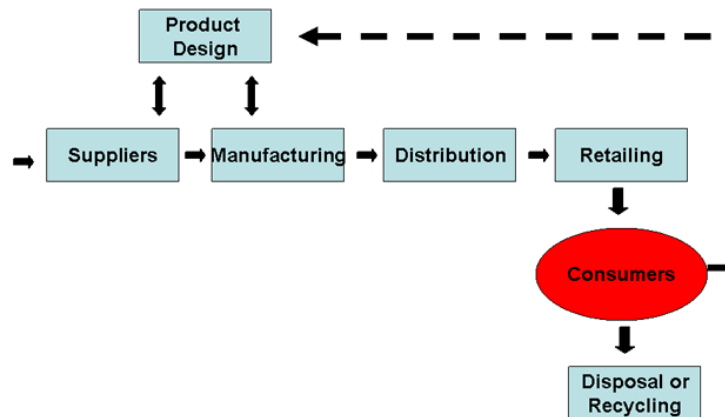 Product
Design
Suppliers
Manufacturing
Distribution
Retailing
Consumers
Disposal or
Recycling